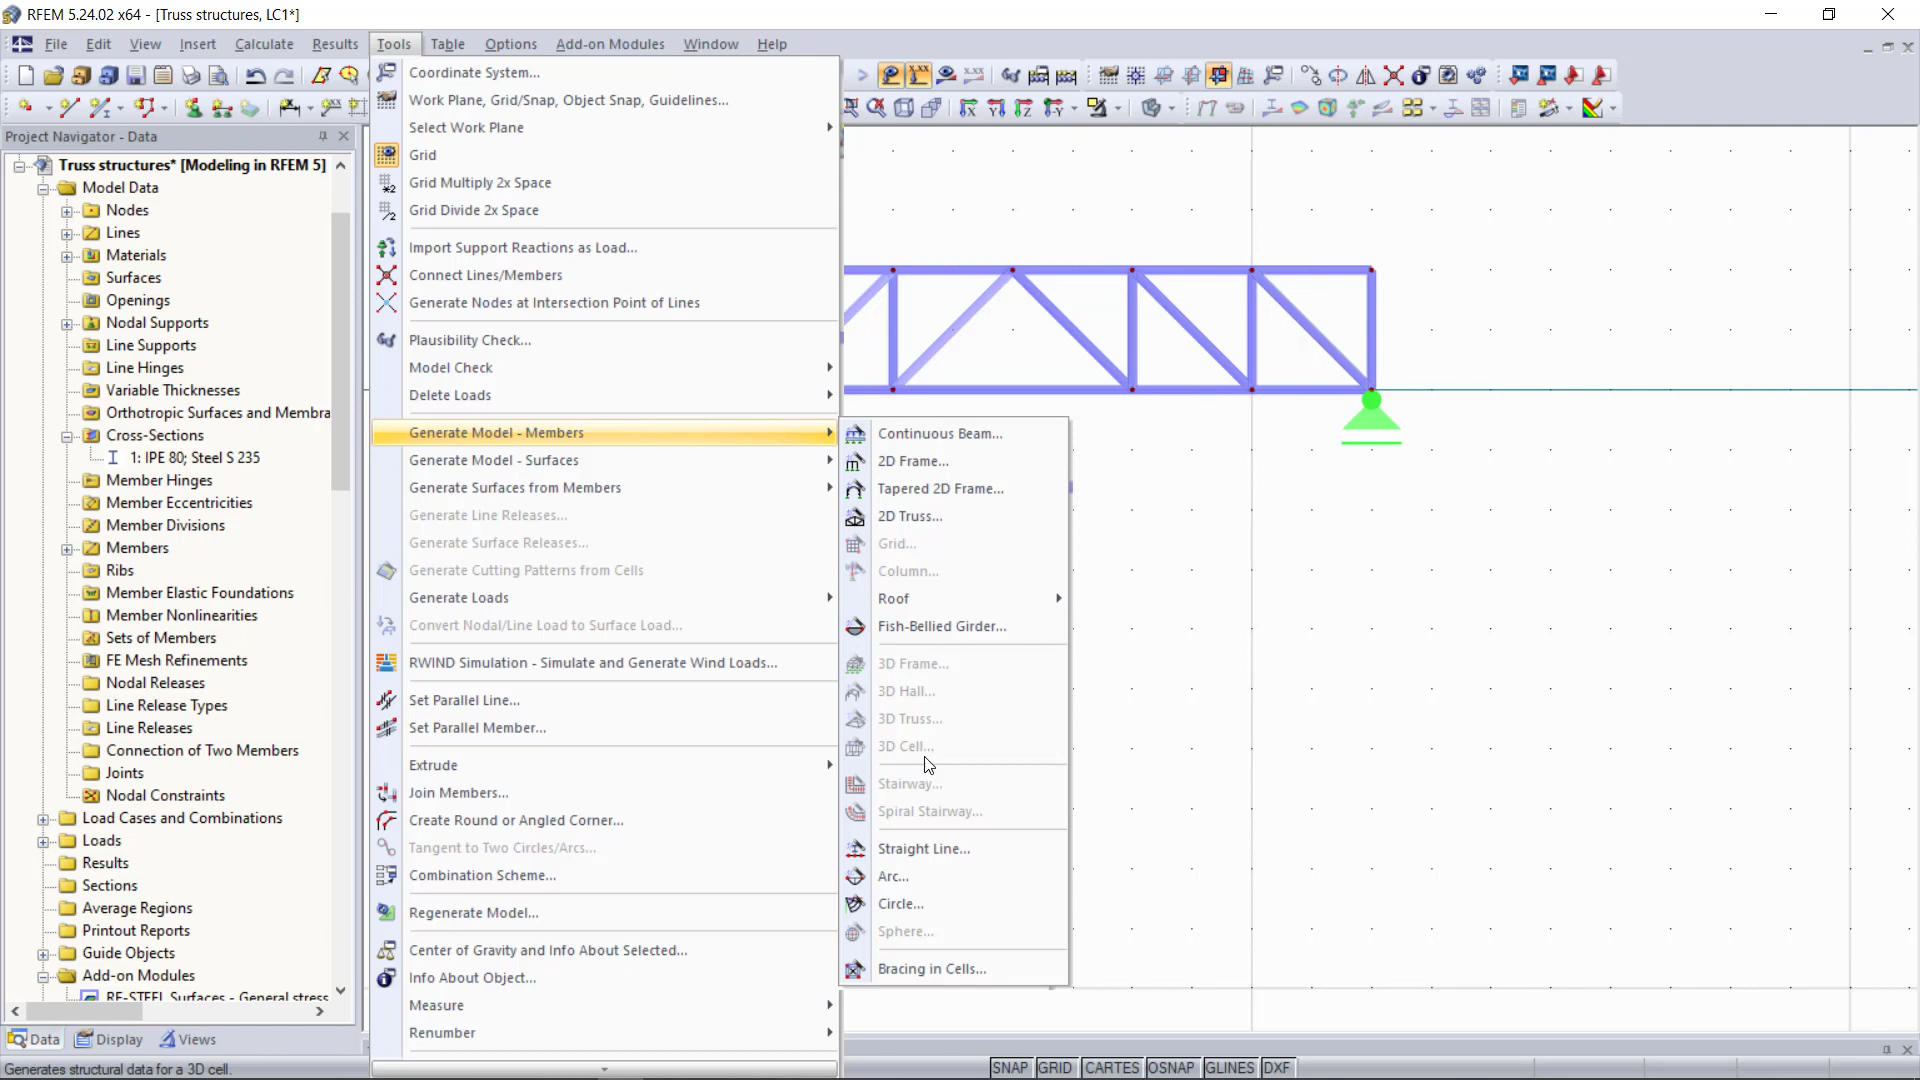 RFEM 5.24.02 x64 - [Truss structures, LC1*]
File Edit View Insert Calculate Results Tools Table Options Add-on Modules Window Help
Project Navigator - Data
Truss structures* [Modeling in RFEM 5]
Model Data
Nodes
Lines
Materials
Surfaces
Openings
Nodal Supports
Line Supports
Line Hinges
Variable Thicknesses
Orthotropic Surfaces and Membra
Cross-Sections
1: IPE 80; Steel S 235
Member Hinges
Member Eccentricities
Member Divisions
Members
Ribs
Member Elastic Foundations
Member Nonlinearities
Sets of Members
FE Mesh Refinements
Nodal Releases
Line Release Types
Line Releases
Connection of Two Members
Joints
Nodal Constraints
Load Cases and Combinations
Loads
Results
Sections
Average Regions
Printout Reports
Guide Objects
Add-on Modules
RF-STEEL Surfaces - General stress
Data Display Views
Generates structural data for a 3D cell.
Coordinate System...
Work Plane, Grid/Snap, Object Snap, Guidelines...
Select Work Plane
Grid
Grid Multiply 2x Space
Grid Divide 2x Space
Import Support Reactions as Load...
Connect Lines/Members
Generate Nodes at Intersection Point of Lines
Plausibility Check...
Model Check
Delete Loads
Generate Model - Members
Generate Model - Surfaces
Generate Surfaces from Members
Generate Line Releases...
Generate Surface Releases...
Generate Cutting Patterns from Cells
Generate Loads
Convert Nodal/Line Load to Surface Load...
RWIND Simulation - Simulate and Generate Wind Loads...
Set Parallel Line...
Set Parallel Member...
Extrude
Join Members...
Create Round or Angled Corner...
Tangent to Two Circles/Arcs...
Combination Scheme...
Regenerate Model...
Center of Gravity and Info About Selected...
Info About Object...
Measure
Renumber
Continuous Beam...
2D Frame...
Tapered 2D Frame...
2D Truss...
Grid...
Column...
Roof
Fish-Bellied Girder...
3D Frame...
3D Hall...
3D Truss...
3D Cell...
Stairway...
Spiral Stairway...
Straight Line...
Arc...
Circle...
Sphere...
Bracing in Cells...
SNAP GRID CARTES OSNAP GLINES DXF